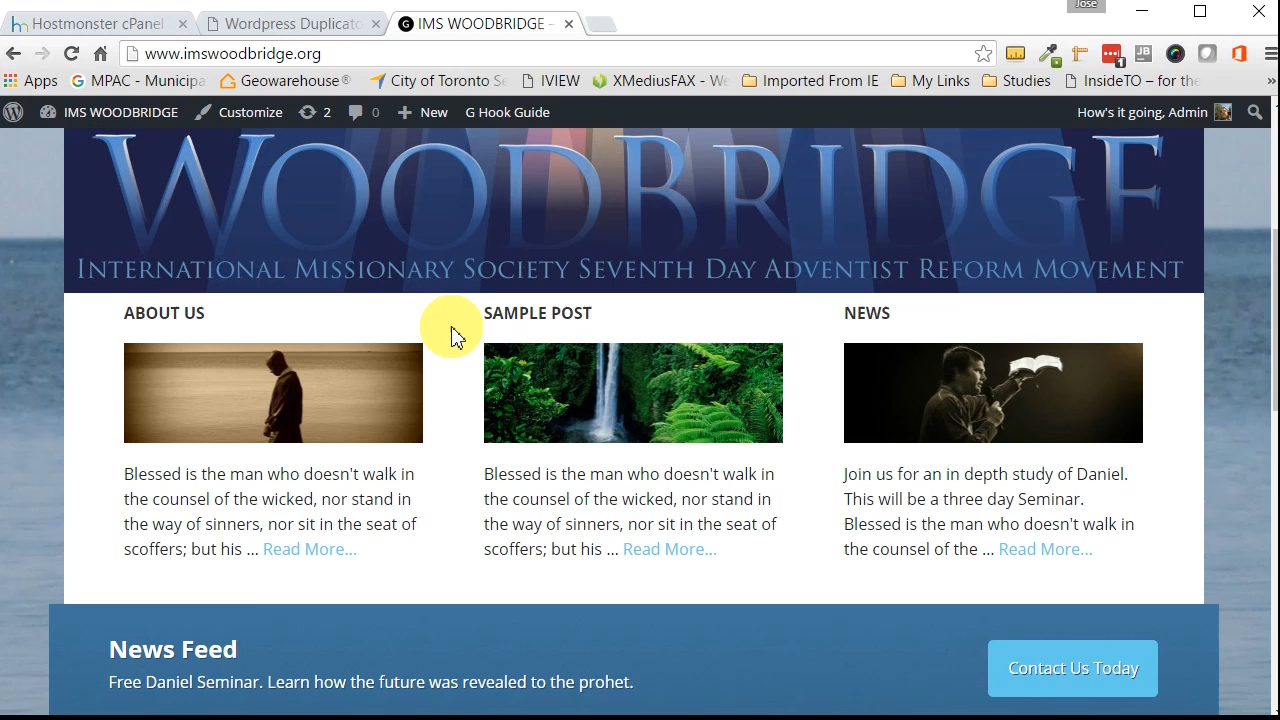 Jose
Hostmonster cPanel
Wordpress Duplicato
IMS WOODBRIDGE –
www.imswoodbridge.org
Apps
MPAC - Municipa
Geowarehouse®
City of Toronto Se
IVIEW
XMediusFAX - We
Imported From IE
My Links
Studies
InsideTO – for the
»
IMS WOODBRIDGE
Customize
2
0
New
G Hook Guide
How's it going, Admin
WOODBRIDGE
INTERNATIONAL MISSIONARY SOCIETY SEVENTH DAY ADVENTIST REFORM MOVEMENT
ABOUT US
Blessed is the man who doesn't walk in
the counsel of the wicked, nor stand in
the way of sinners, nor sit in the seat of
scoffers; but his ... Read More...
SAMPLE POST
Blessed is the man who doesn't walk in
the counsel of the wicked, nor stand in
the way of sinners, nor sit in the seat of
scoffers; but his ... Read More...
NEWS
Join us for an in depth study of Daniel.
This will be a three day Seminar.
Blessed is the man who doesn't walk in
the counsel of the ... Read More...
News Feed
Free Daniel Seminar. Learn how the future was revealed to the prohet.
Contact Us Today